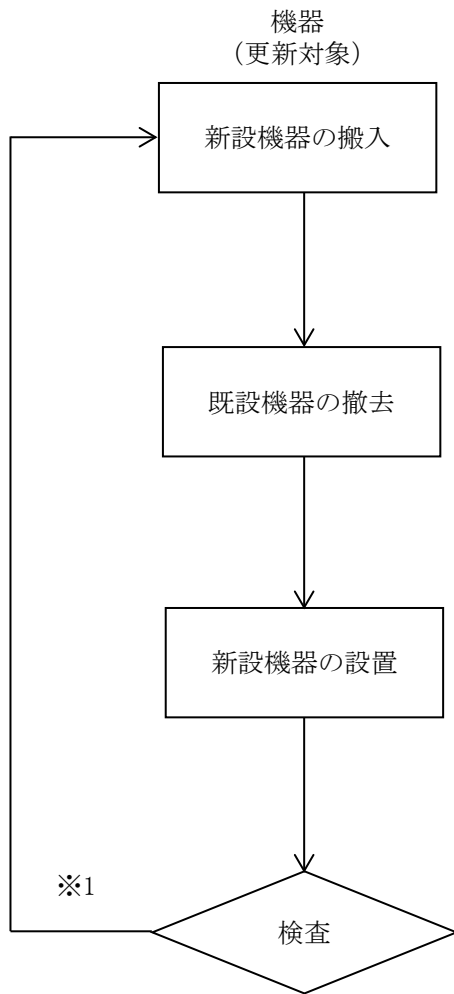 機器
（更新対象）
新設機器の搬入
既設機器の撤去
新設機器の設置
※1
検査